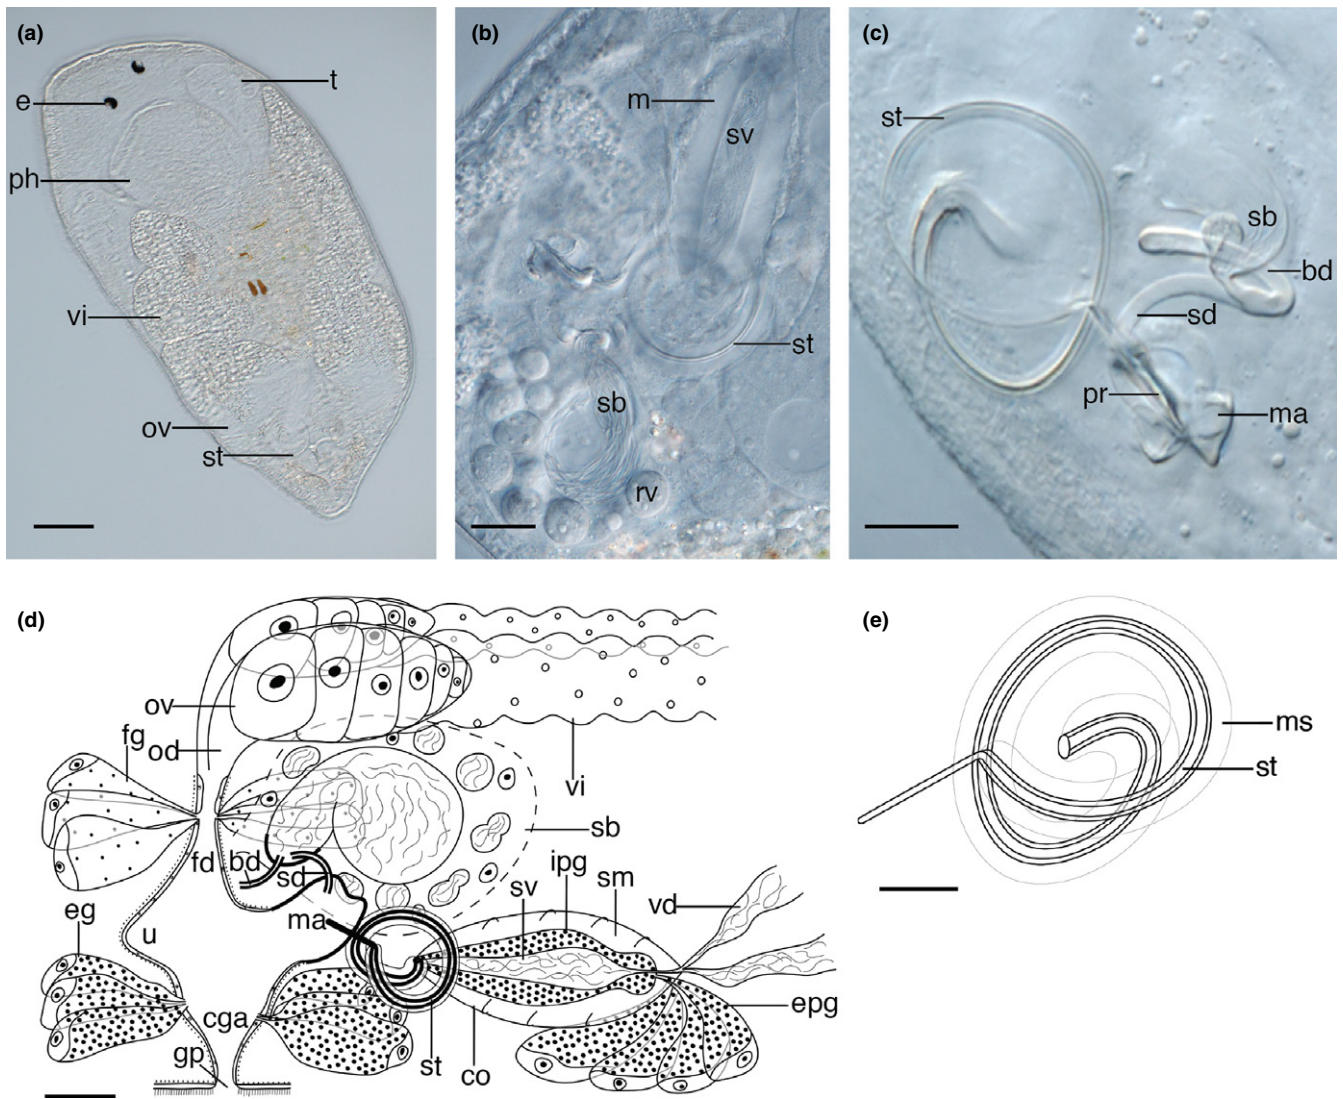 (a)
t
e
ph
vi
ov
st
(b)
m
sv
st
sb
rv
(c)
st
sb
bd
sd
pr
ma
(d)
ov
fg
od
vi
sb
fd
bd
sd
ipg
sm
sv
vd
ma
eg
u
epg
cga
gp
st
co
(e)
ms
st